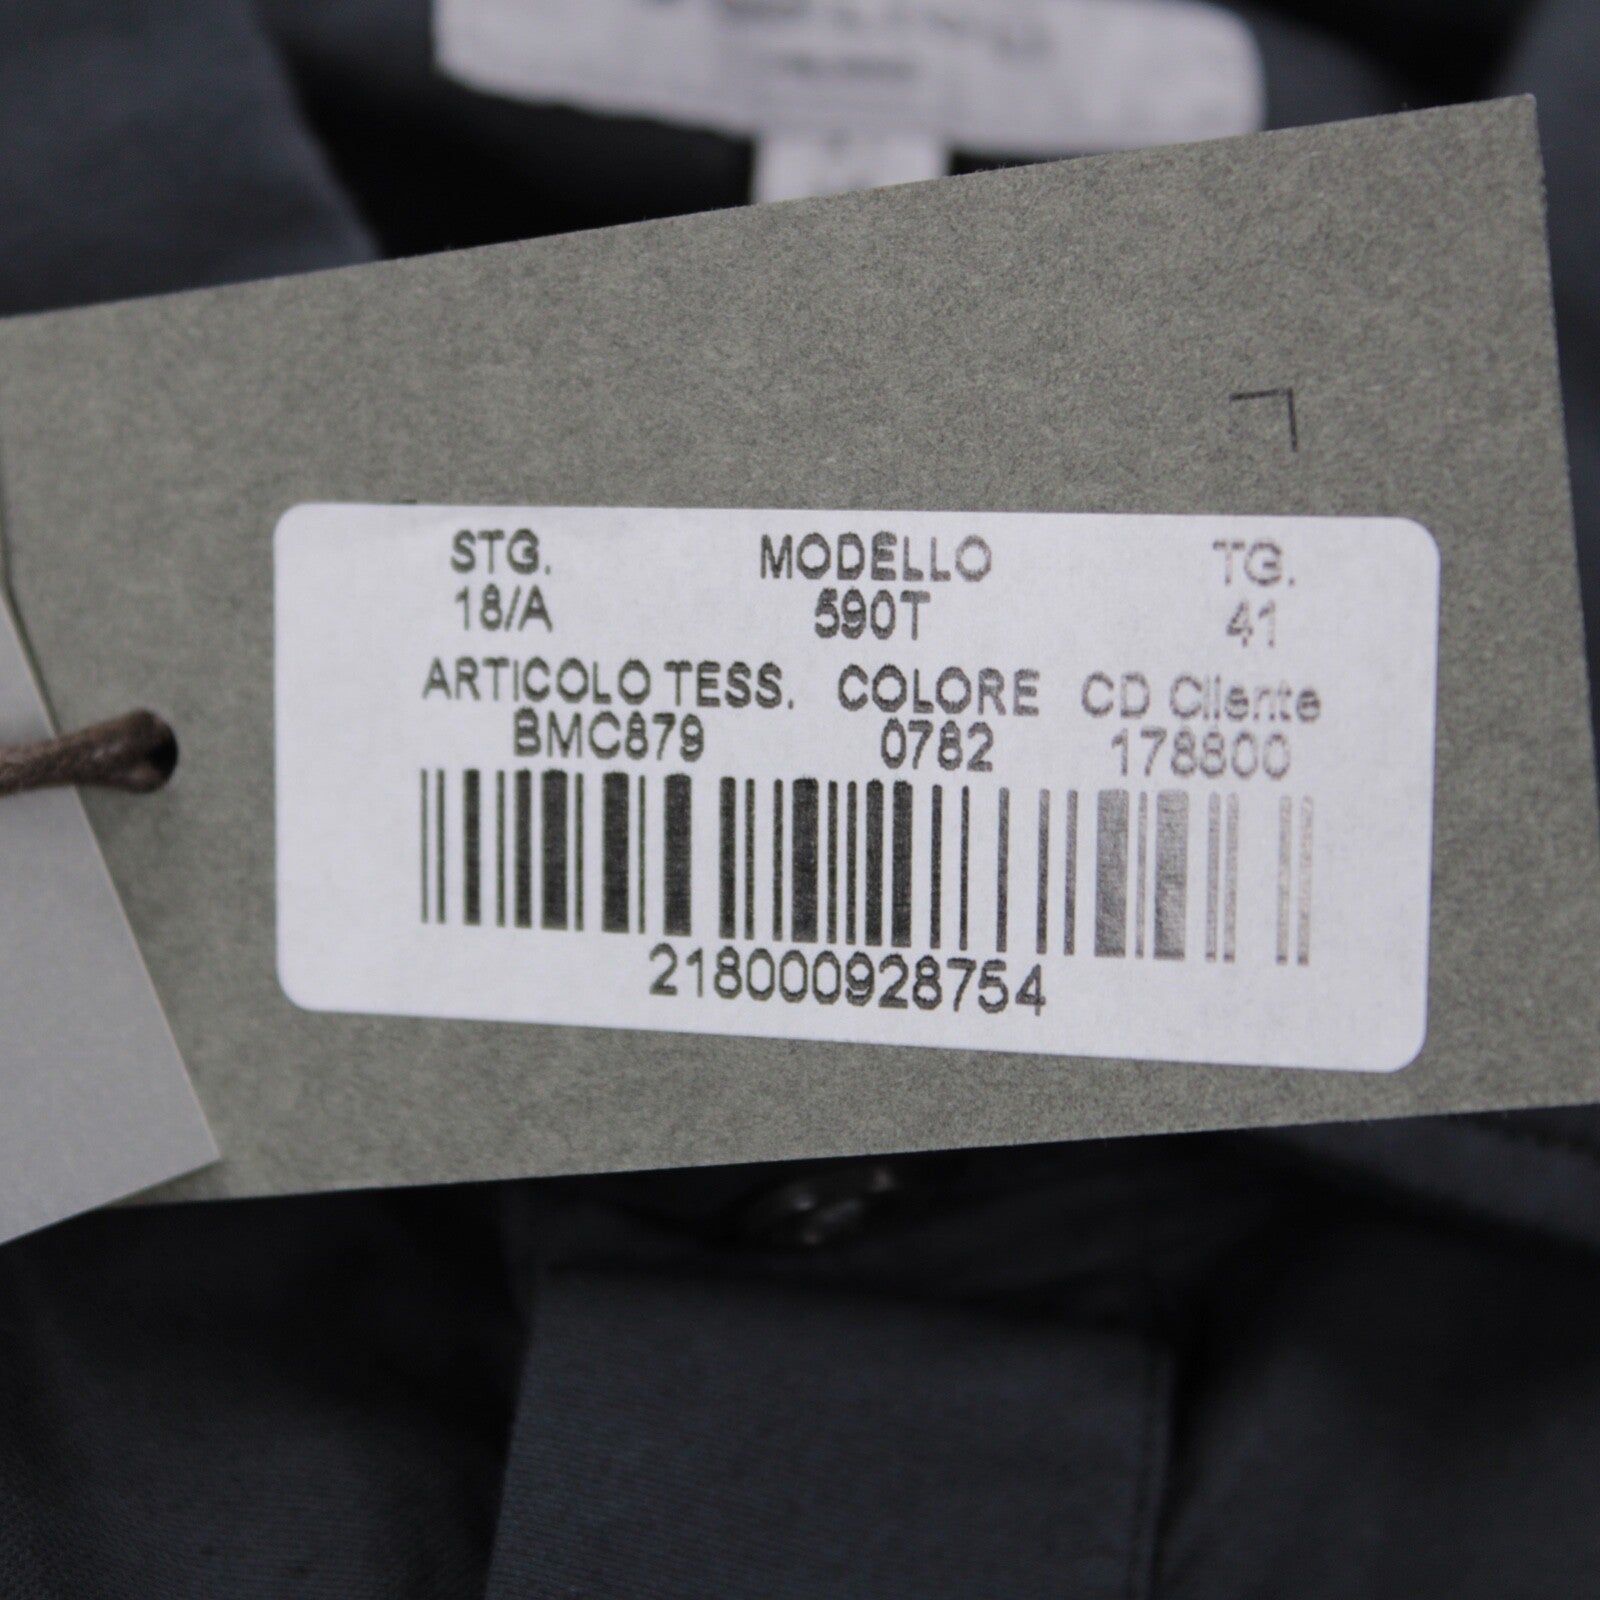 STG. MODELLO TG.
18/A 590T 41
ARTICOLO TESS. COLORE CD Cliente
BMC879 0782 178800
218000928754